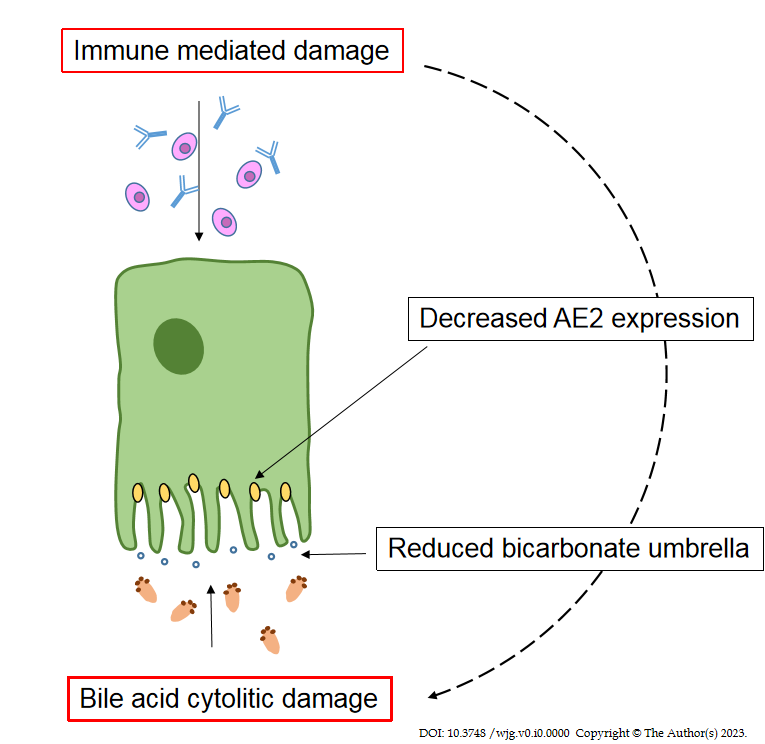 Immune mediated damage
Decreased AE2 expression
Reduced bicarbonate umbrella
Bile acid cytolitic damage
DOI: 10.3748 /wjg.v0.i0.0000 Copyright © The Author(s) 2023.